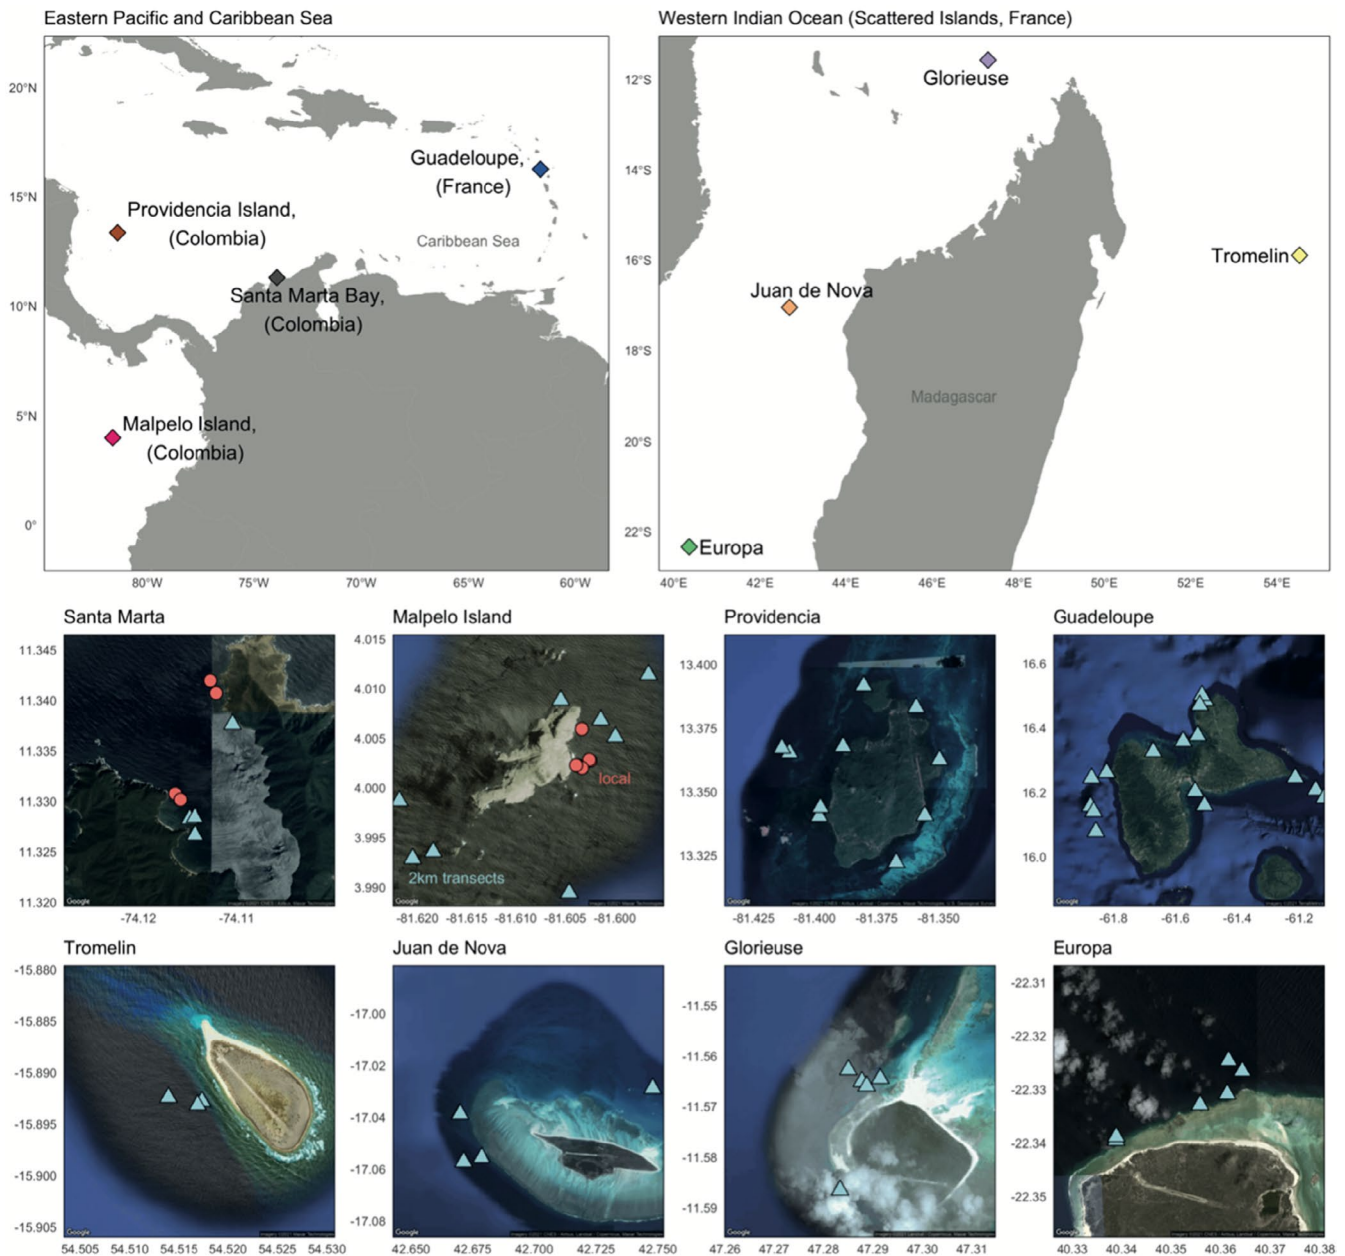 Eastern Pacific and Caribbean Sea
Western Indian Ocean (Scattered Islands, France)
20°N
15°N
10°N
5°N
0°
80°W
75°W
70°W
65°W
60°W
Guadeloupe,
(France)
Providencia Island,
(Colombia)
Caribbean Sea
Santa Marta Bay,
(Colombia)
Malpelo Island,
(Colombia)
12°S
14°S
16°S
18°S
20°S
22°S
40°E
42°E
44°E
46°E
48°E
50°E
52°E
54°E
Glorieuse
Tromelin
Juan de Nova
Madagascar
Europa
Santa Marta
11.345
11.340
11.335
11.330
11.325
11.320
-74.12
-74.11
Google
Malpelo Island
4.015
4.010
4.005
4.000
3.995
3.990
local
2km transects
-81.620
-81.615
-81.610
-81.605
-81.600
Google
Providencia
13.400
13.375
13.350
13.325
-81.425
-81.400
-81.375
-81.350
Google
Guadeloupe
16.6
16.4
16.2
16.0
-61.8
-61.6
-61.4
-61.2
Google
Tromelin
-15.880
-15.885
-15.890
-15.895
-15.900
-15.905
54.505
54.510
54.515
54.520
54.525
54.530
Google
Juan de Nova
-17.00
-17.02
-17.04
-17.06
-17.08
42.650
42.675
42.700
42.725
42.750
Google
Glorieuse
-11.55
-11.56
-11.57
-11.58
-11.59
47.26
47.27
47.28
47.29
47.30
47.31
Google
Europa
-22.31
-22.32
-22.33
-22.34
-22.35
40.33
40.34
40.35
40.36
40.37
40.38
Google